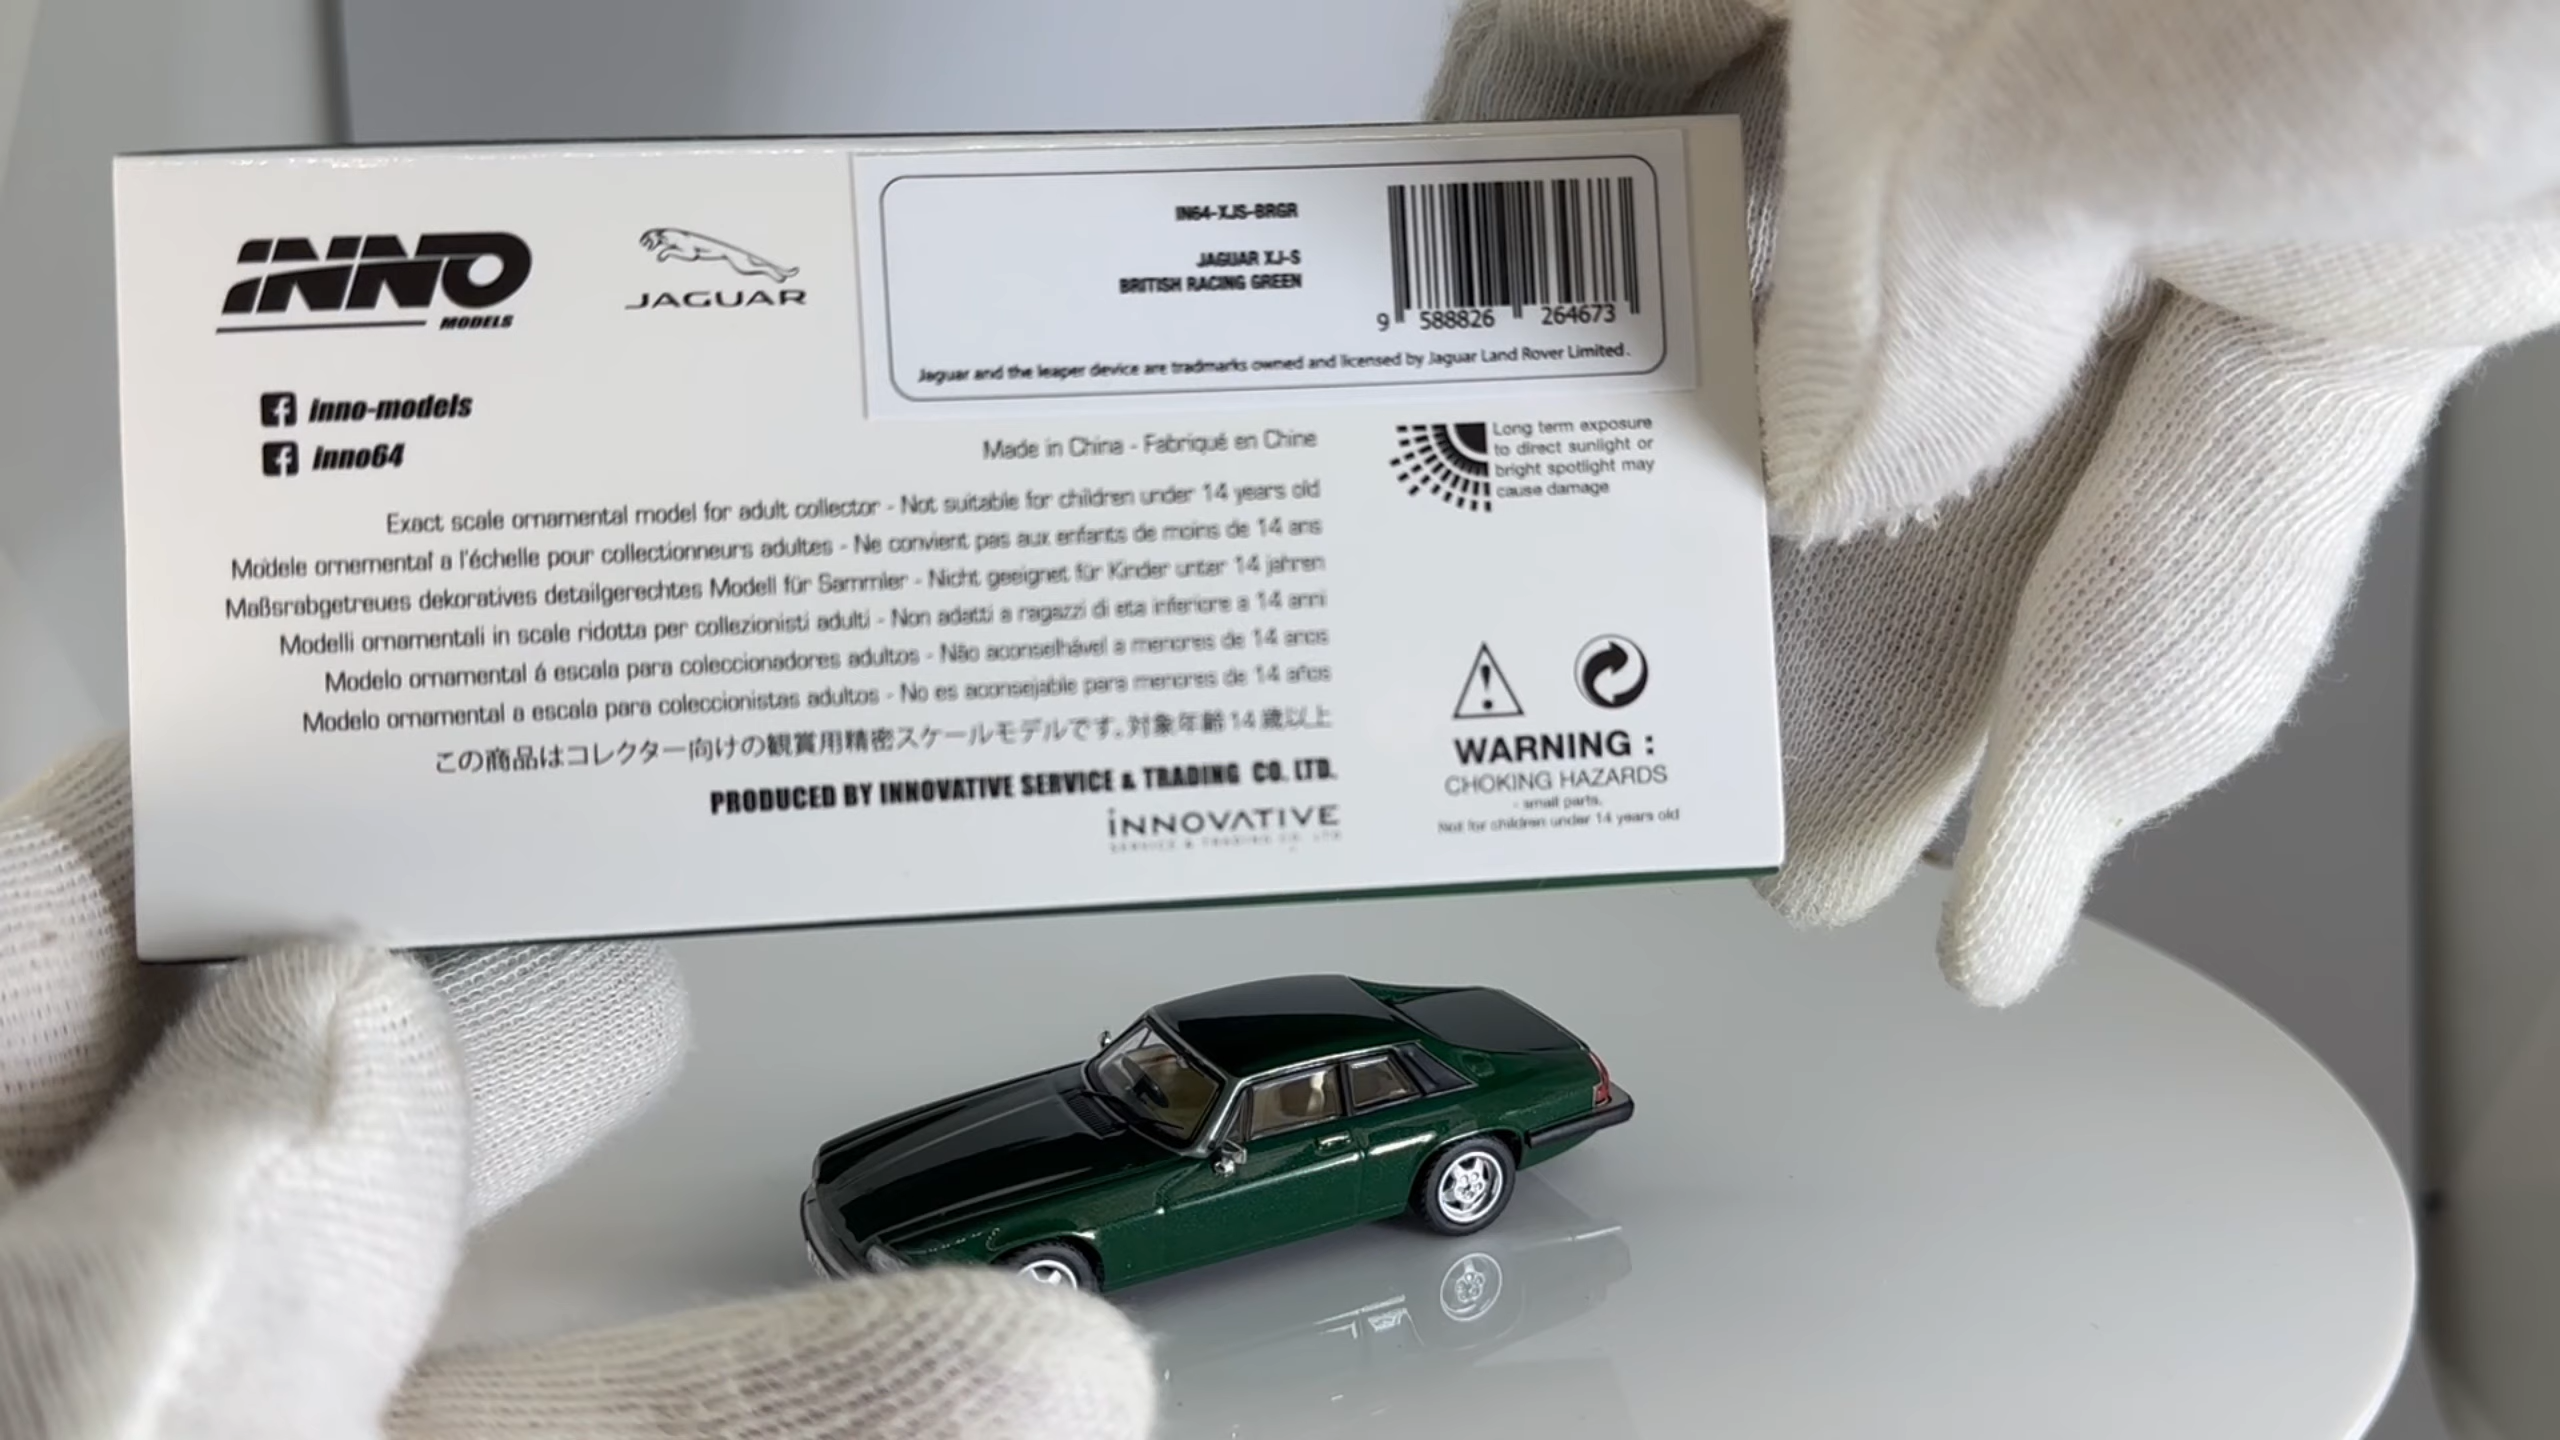 INNO
MODELS
JAGUAR
IN64-XJS-BRGR
JAGUAR XJ-S
BRITISH RACING GREEN
9 588826 264673
Jaguar and the leaper device are tradmarks owned and licensed by Jaguar Land Rover Limited.
inno-models
inno64
Made in China - Fabriqué en Chine
Long term exposure
to direct sunlight or
bright spotlight may
cause damage
Exact scale ornamental model for adult collector - Not suitable for children under 14 years old
Modele ornemental a l'échelle pour collectionneurs adultes - Ne convient pas aux enfants de moins de 14 ans
Maßsrabgetreues dekoratives detailgerechtes Modell für Sammler - Nicht geeignet für Kinder unter 14 jahren
Modelli ornamentali in scale ridotta per collezionisti adulti - Non adatti a ragazzi di eta inferiore a 14 anni
Modelo ornamental á escala para coleccionadores adultos - Não aconselhável a menores de 14 anos
Modelo ornamental a escala para coleccionistas adultos - No es aconsejable para menores de 14 años
この商品はコレクター向けの観賞用精密スケールモデルです。対象年齢14歳以上
PRODUCED BY INNOVATIVE SERVICE & TRADING CO. LTD.
INNOVATIVE
SERVICE & TRADING CO. LTD
WARNING :
CHOKING HAZARDS
- small parts.
Not for children under 14 years old